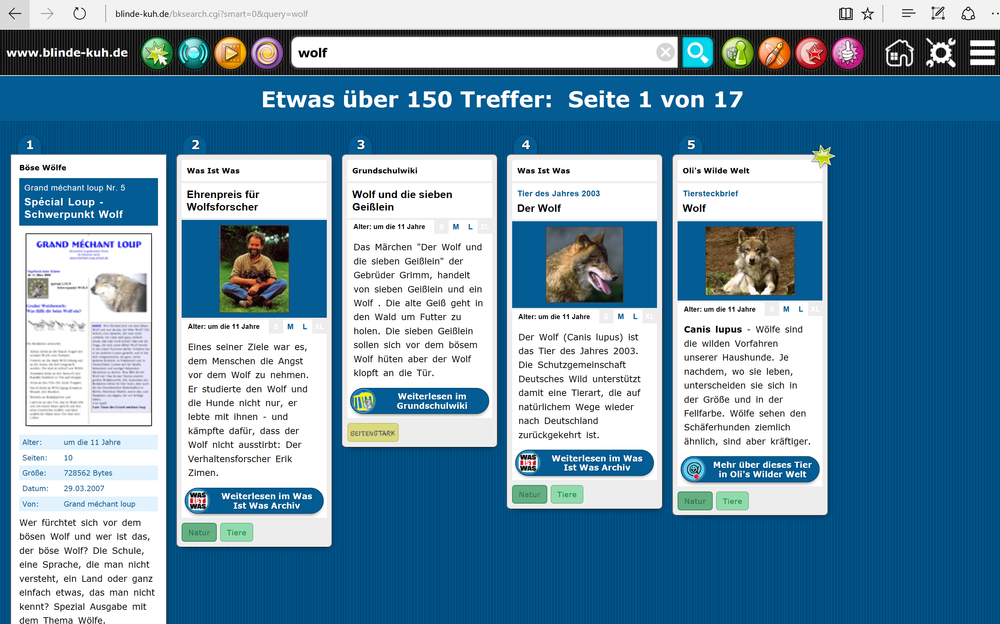 blinde-kuh.de/bksearch.cgi?smart=0&query=wolf
www.blinde-kuh.de
wolf
Etwas über 150 Treffer: Seite 1 von 17
1
Böse Wölfe
Grand méchant loup Nr. 5
Spécial Loup -
Schwerpunkt Wolf
GRAND MÉCHANT LOUP
Alter: um die 11 Jahre
Seiten: 10
Größe: 728562 Bytes
Datum: 29.03.2007
Von: Grand méchant loup
Wer fürchtet sich vor dem
bösen Wolf und wer ist das,
der böse Wolf? Die Schule,
eine Sprache, die man nicht
versteht, ein Land oder ganz
einfach etwas, das man nicht
kennt? Spezial Ausgabe mit
dem Thema Wölfe.
2
Was Ist Was
Ehrenpreis für
Wolfsforscher
Alter: um die 11 Jahre S M L XL
Eines seiner Ziele war es,
dem Menschen die Angst
vor dem Wolf zu nehmen.
Er studierte den Wolf und
die Hunde nicht nur, er
lebte mit ihnen - und
kämpfte dafür, dass der
Wolf nicht ausstirbt: Der
Verhaltensforscher Erik
Zimen.
WAS
IST
WAS
Weiterlesen im Was
Ist Was Archiv
Natur Tiere
3
Grundschulwiki
Wolf und die sieben
Geißlein
Alter: um die 11 Jahre S M L XL
Das Märchen "Der Wolf und
die sieben Geißlein" der
Gebrüder Grimm, handelt
von sieben Geißlein und ein
Wolf . Die alte Geiß geht in
den Wald um Futter zu
holen. Die sieben Geißlein
sollen sich vor dem bösem
Wolf hüten aber der Wolf
klopft an die Tür.
Weiterlesen im
Grundschulwiki
SEITENSTARK
4
Was Ist Was
Tier des Jahres 2003
Der Wolf
Alter: um die 11 Jahre S M L XL
Der Wolf (Canis lupus) ist
das Tier des Jahres 2003.
Die Schutzgemeinschaft
Deutsches Wild unterstützt
damit eine Tierart, die auf
natürlichem Wege wieder
nach Deutschland
zurückgekehrt ist.
WAS
IST
WAS
Weiterlesen im Was
Ist Was Archiv
Natur Tiere
5
Oli's Wilde Welt
Tiersteckbrief
Wolf
Alter: um die 11 Jahre S M L XL
Canis lupus - Wölfe sind
die wilden Vorfahren
unserer Haushunde. Je
nachdem, wo sie leben,
unterscheiden sie sich in
der Größe und in der
Fellfarbe. Wölfe sehen den
Schäferhunden ziemlich
ähnlich, sind aber kräftiger.
Mehr über dieses Tier
in Oli's Wilder Welt
Natur Tiere